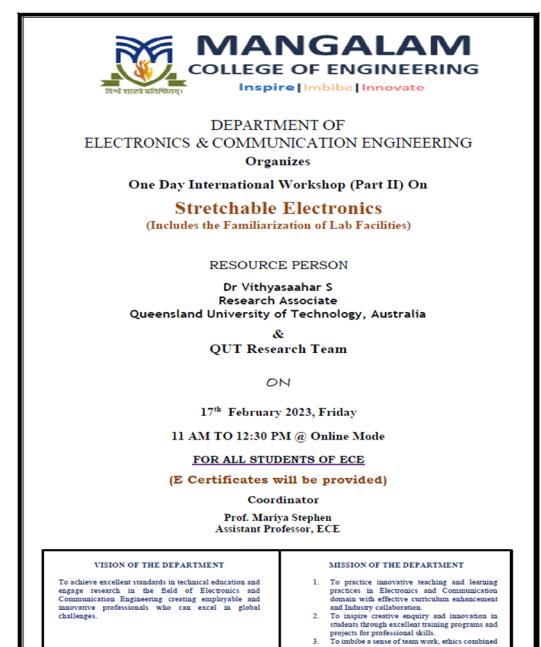 MANGALAM
COLLEGE OF ENGINEERING
Inspire|Imbibe|Innovate
DEPARTMENT OF
ELECTRONICS & COMMUNICATION ENGINEERING
Organizes
One Day International Workshop (Part II) On
Stretchable Electronics
(Includes the Familiarization of Lab Facilities)
RESOURCE PERSON
Dr Vithyasaahar S
Research Associate
Queensland University of Technology, Australia
&
QUT Research Team
ON
17th February 2023, Friday
11 AM TO 12:30 PM @ Online Mode
FOR ALL STUDENTS OF ECE
(E Certificates will be provided)
Coordinator
Prof. Mariya Stephen
Assistant Professor, ECE
VISION OF THE DEPARTMENT
To achieve excellent standards in technical education and
engage research in the field of Electronics and
Communication Engineering creating employable and
innovative professionals who can excel in global
challenges.
MISSION OF THE DEPARTMENT
1. To practice innovative teaching and learning
practices in Electronics and Communication
domain with effective curriculum enhancement
and Industry collaboration.
2. To inspire creative enquiry and innovation in
students through excellent training programs and
projects for professional skills.
3. To imbibe a sense of team work, ethics combined